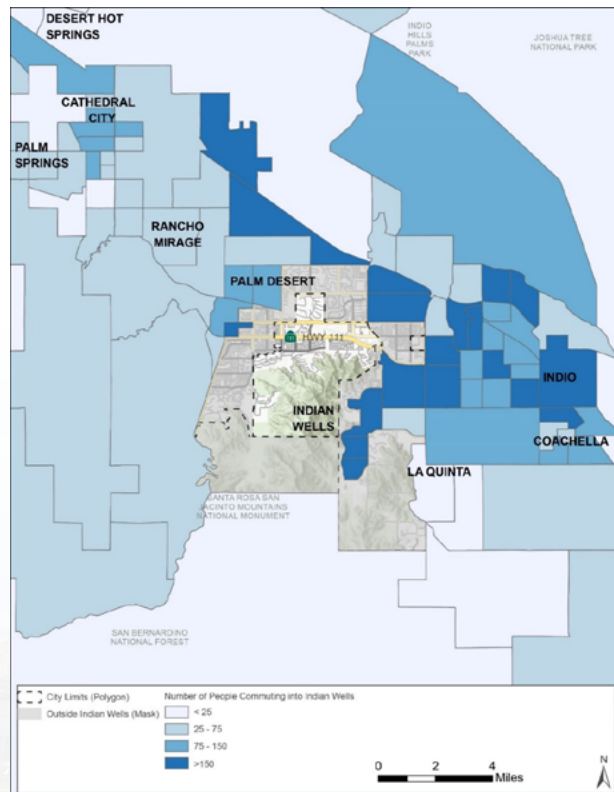 DESERT HOT
SPRINGS
INDIO
HILLS
PALMS
PARK
JOSHUA TREE
NATIONAL PARK
CATHEDRAL
CITY
PALM
SPRINGS
RANCHO
MIRAGE
PALM DESERT
HWY 111
INDIO
INDIAN
WELLS
COACHELLA
LA QUINTA
SANTA ROSA SAN
JACINTO MOUNTAINS
NATIONAL MONUMENT
SAN BERNARDINO
NATIONAL FOREST
City Limits (Polygon)
Outside Indian Wells (Mask)
Number of People Commuting into Indian Wells
< 25
25 - 75
75 - 150
>150
0 2 4
Miles
N